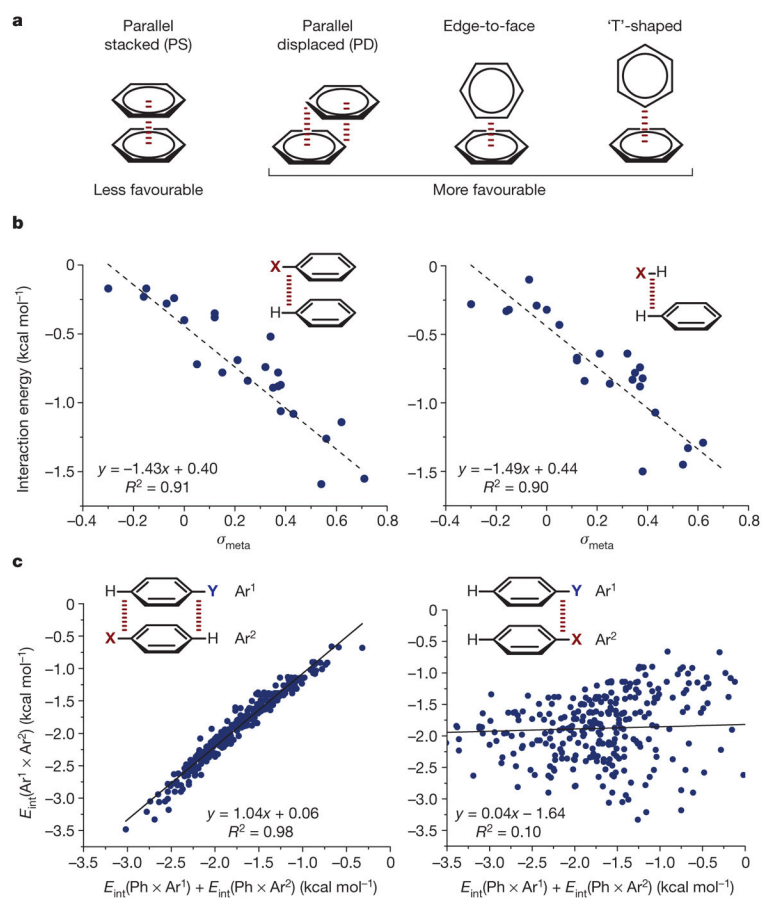 a
Parallel
stacked (PS)
Parallel
displaced (PD)
Edge-to-face
‘T’-shaped
Less favourable
More favourable
b
Interaction energy (kcal mol⁻¹)
0
−0.5
−1.0
−1.5
X
H
y = −1.43x + 0.40
R² = 0.91
−0.4 −0.2 0 0.2 0.4 0.6 0.8
σmeta
0
−0.5
−1.0
−1.5
X H
H
y = −1.49x + 0.44
R² = 0.90
−0.4 −0.2 0 0.2 0.4 0.6 0.8
σmeta
c
Eint(Ar¹ × Ar²) (kcal mol⁻¹)
H Y Ar¹
X H Ar²
0
−0.5
−1.0
−1.5
−2.0
−2.5
−3.0
−3.5
y = 1.04x + 0.06
R² = 0.98
−3.5 −3.0 −2.5 −2.0 −1.5 −1.0 −0.5 0
Eint(Ph × Ar¹) + Eint(Ph × Ar²) (kcal mol⁻¹)
H Y Ar¹
H X Ar²
0
−0.5
−1.0
−1.5
−2.0
−2.5
−3.0
−3.5
y = 0.04x − 1.64
R² = 0.10
−3.5 −3.0 −2.5 −2.0 −1.5 −1.0 −0.5 0
Eint(Ph × Ar¹) + Eint(Ph × Ar²) (kcal mol⁻¹)